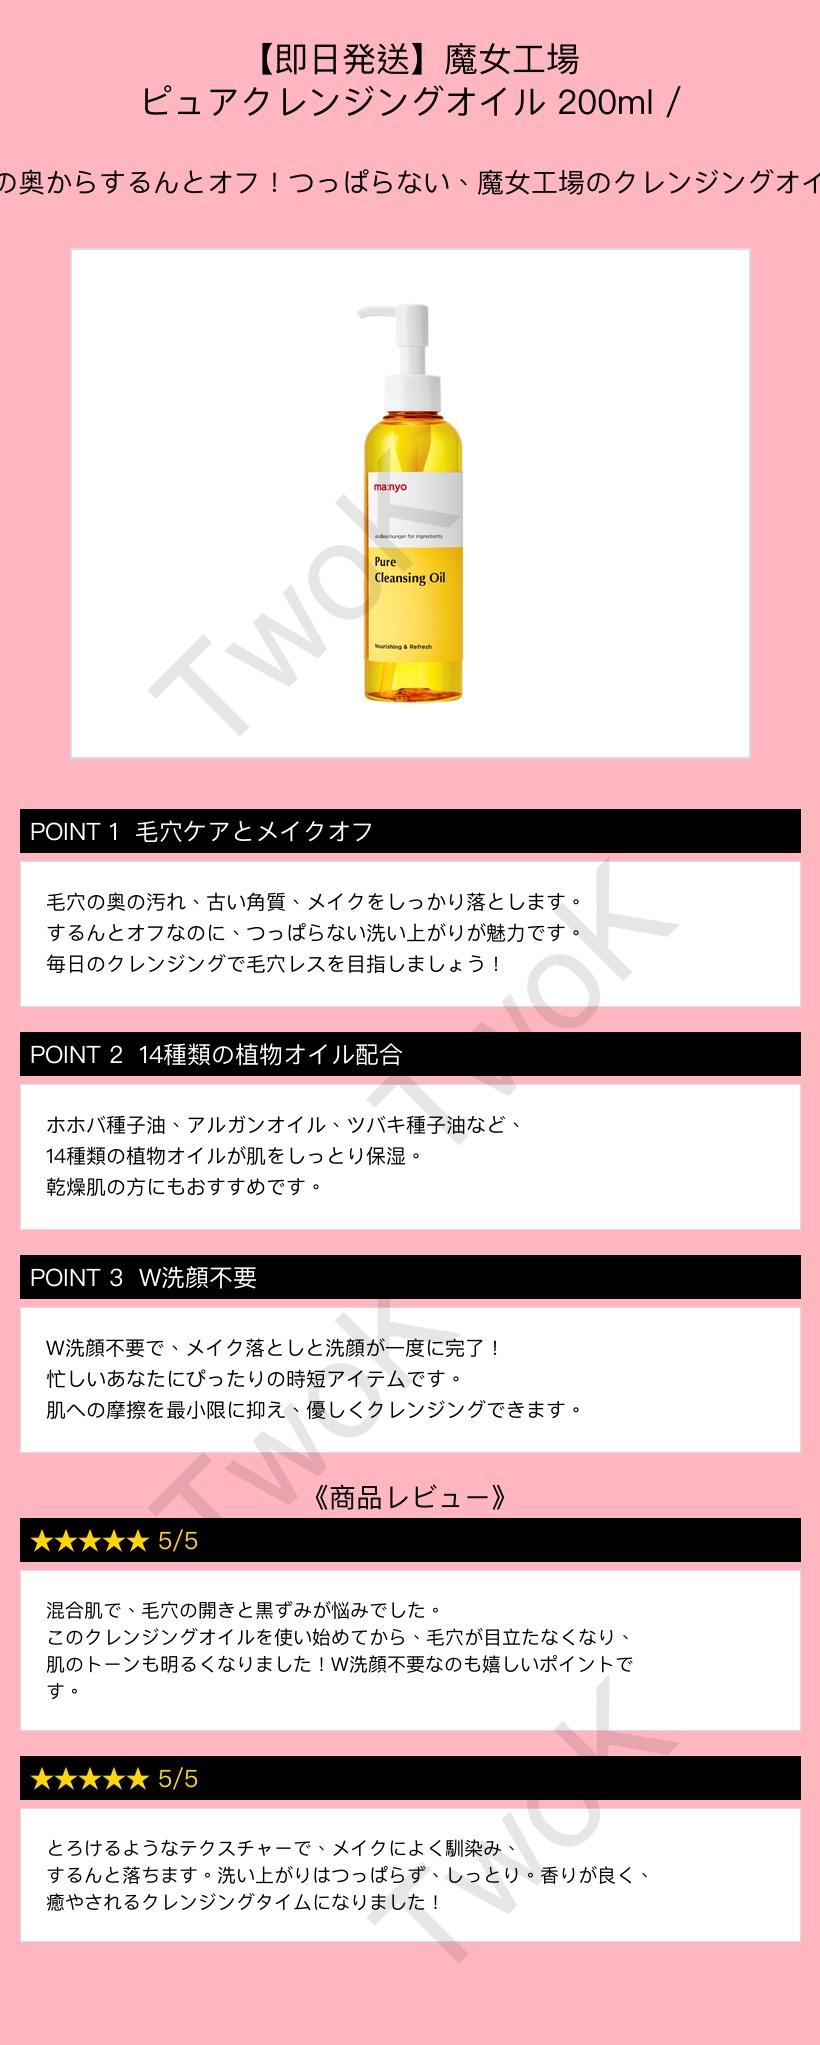 【即日発送】魔女工場
ピュアクレンジングオイル 200ml /
の奥からするんとオフ！つっぱらない、魔女工場のクレンジングオイ
ma:nyo
endless hunger for ingredients
Pure
Cleansing Oil
Nourishing & Refresh
TwoK
POINT 1 毛穴ケアとメイクオフ
毛穴の奥の汚れ、古い角質、メイクをしっかり落とします。
するんとオフなのに、つっぱらない洗い上がりが魅力です。
毎日のクレンジングで毛穴レスを目指しましょう！
TwoK
POINT 2 14種類の植物オイル配合
ホホバ種子油、アルガンオイル、ツバキ種子油など、
14種類の植物オイルが肌をしっとり保湿。
乾燥肌の方にもおすすめです。
POINT 3 W洗顔不要
W洗顔不要で、メイク落としと洗顔が一度に完了！
忙しいあなたにぴったりの時短アイテムです。
肌への摩擦を最小限に抑え、優しくクレンジングできます。
TwoK
《商品レビュー》
★★★★★ 5/5
混合肌で、毛穴の開きと黒ずみが悩みでした。
このクレンジングオイルを使い始めてから、毛穴が目立たなくなり、
肌のトーンも明るくなりました！W洗顔不要なのも嬉しいポイントで
す。
★★★★★ 5/5
とろけるようなテクスチャーで、メイクによく馴染み、
するんと落ちます。洗い上がりはつっぱらず、しっとり。香りが良く、
癒やされるクレンジングタイムになりました！
TwoK